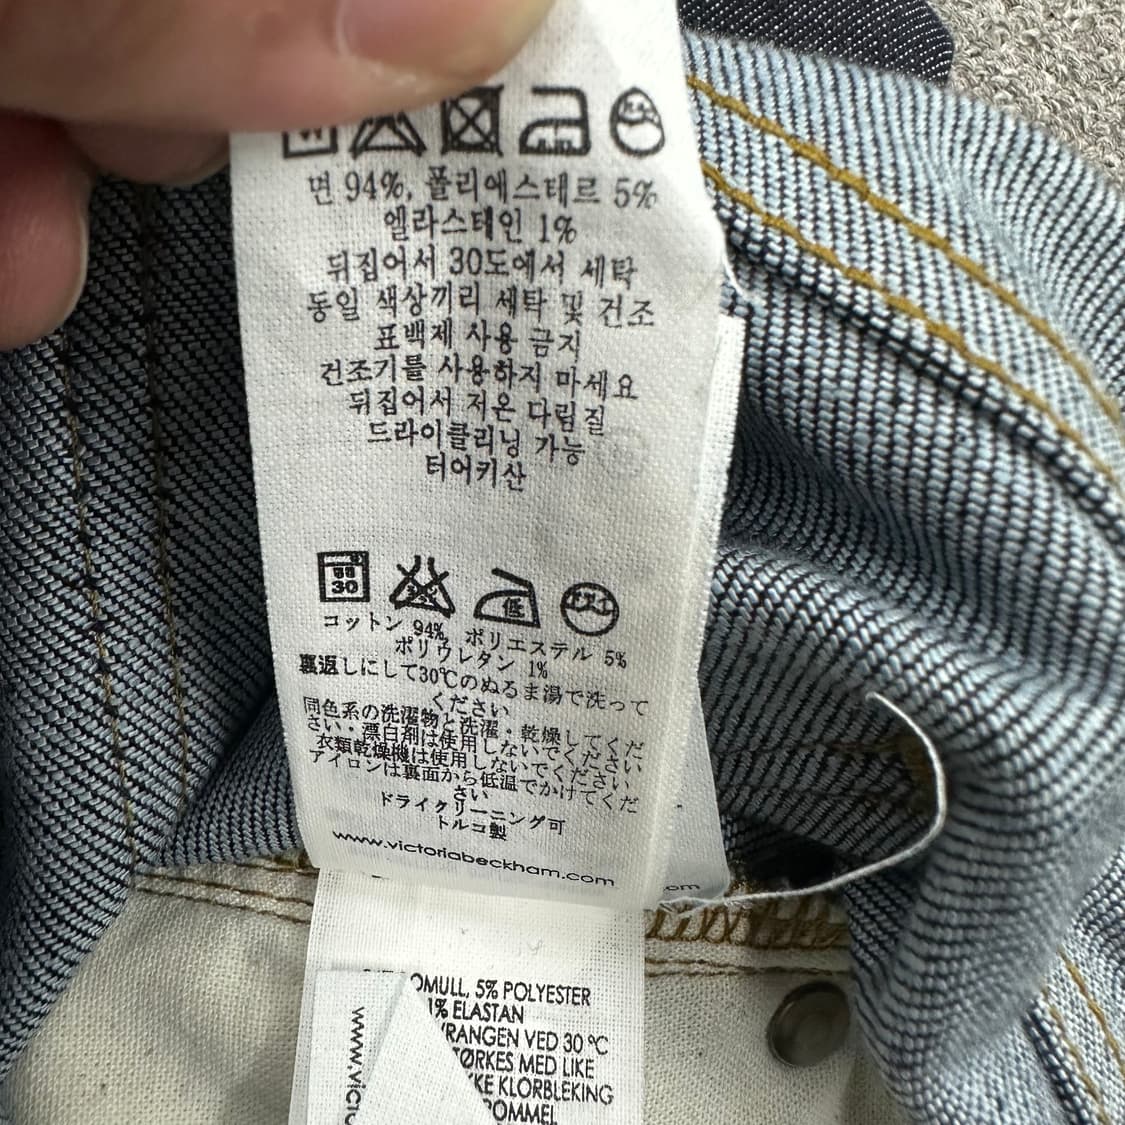 면 94%, 폴리에스테르 5%
엘라스테인 1%
뒤집어서 30도에서 세탁
동일 색상끼리 세탁 및 건조
표백제 사용 금지
건조기를 사용하지 마세요
뒤집어서 저온 다림질
드라이클리닝 가능
터어키산
30
低
コットン 94%, ポリエステル 5%
ポリウレタン 1%
裏返しにして30℃のぬるま湯で洗って
ください
同色系の洗濯物と洗濯・乾燥してくだ
さい・漂白剤は使用しないでください
衣類乾燥機は使用しないでください
アイロンは裏面から低温でかけてくだ
さい
ドライクリーニング可
トルコ製
www.victoriabeckham.com
.com
OMULL, 5% POLYESTER
1% ELASTAN
VRANGEN VED 30 °C
TØRKES MED LIKE
KE KLORBLEKING
OMMEL
www.vict